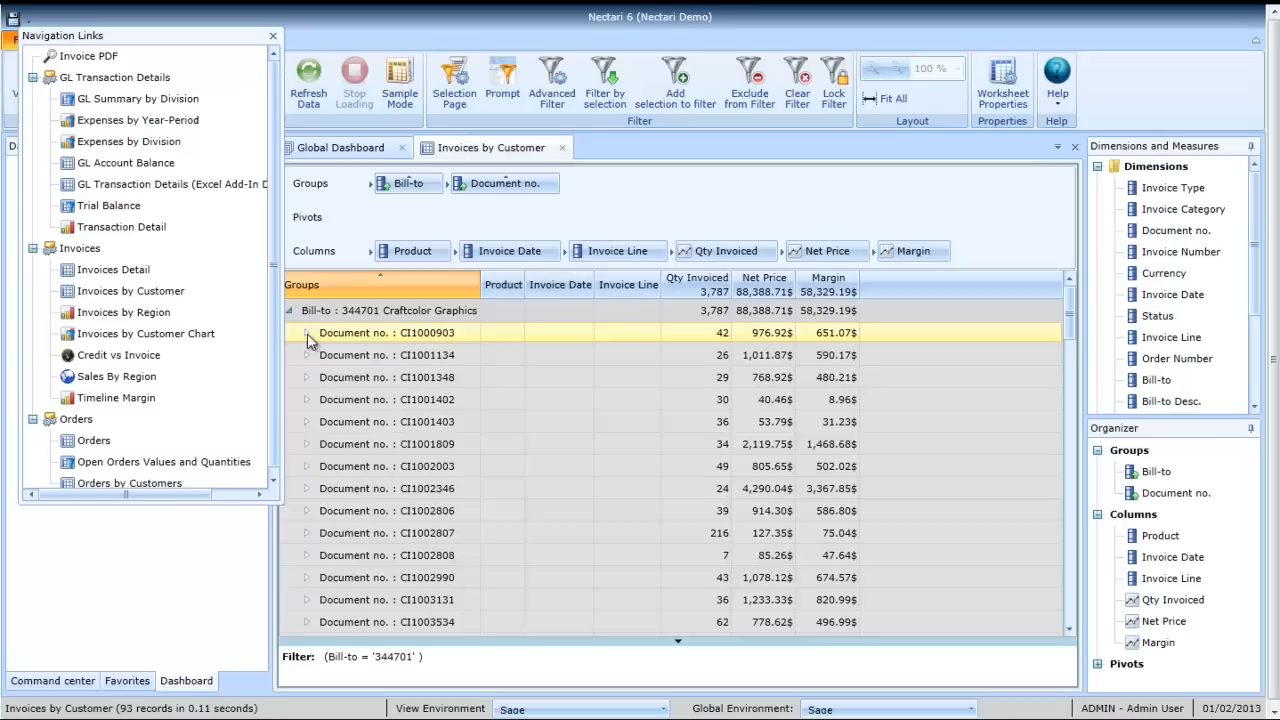 Nectari 6 (Nectari Demo)
Navigation Links
Invoice PDF
GL Transaction Details
GL Summary by Division
Expenses by Year-Period
Expenses by Division
GL Account Balance
GL Transaction Details (Excel Add-In D
Trial Balance
Transaction Detail
Invoices
Invoices Detail
Invoices by Customer
Invoices by Region
Invoices by Customer Chart
Credit vs Invoice
Sales By Region
Timeline Margin
Orders
Orders
Open Orders Values and Quantities
Orders by Customers
Command center Favorites Dashboard
Refresh Data
Stop Loading
Sample Mode
Selection Page
Prompt
Advanced Filter
Filter by selection
Add selection to filter
Exclude from Filter
Clear Filter
Lock Filter
100 %
Fit All
Worksheet Properties
Help
Filter Layout Properties Help
Global Dashboard Invoices by Customer
Groups Bill-to Document no.
Pivots
Columns Product Invoice Date Invoice Line Qty Invoiced Net Price Margin
Groups Product Invoice Date Invoice Line Qty Invoiced Net Price Margin
3,787 88,388.71$ 58,329.19$
Bill-to : 344701 Craftcolor Graphics 3,787 88,388.71$ 58,329.19$
Document no. : CI1000903 42 976.92$ 651.07$
Document no. : CI1001134 26 1,011.87$ 590.17$
Document no. : CI1001348 29 768.92$ 480.21$
Document no. : CI1001402 30 40.46$ 8.96$
Document no. : CI1001403 36 53.79$ 31.23$
Document no. : CI1001809 34 2,119.75$ 1,468.68$
Document no. : CI1002003 49 805.65$ 502.02$
Document no. : CI1002346 24 4,290.04$ 3,367.85$
Document no. : CI1002806 39 914.30$ 586.80$
Document no. : CI1002807 216 127.35$ 75.04$
Document no. : CI1002808 7 85.26$ 47.64$
Document no. : CI1002990 43 1,078.12$ 674.57$
Document no. : CI1003131 36 1,233.33$ 820.99$
Document no. : CI1003534 62 778.62$ 496.99$
Filter: (Bill-to = '344701' )
Dimensions and Measures
Dimensions
Invoice Type
Invoice Category
Document no.
Invoice Number
Currency
Invoice Date
Status
Invoice Line
Order Number
Bill-to
Bill-to Desc.
Organizer
Groups
Bill-to
Document no.
Columns
Product
Invoice Date
Invoice Line
Qty Invoiced
Net Price
Margin
Pivots
Invoices by Customer (93 records in 0.11 seconds) View Environment Sage Global Environment: Sage ADMIN - Admin User 01/02/2013